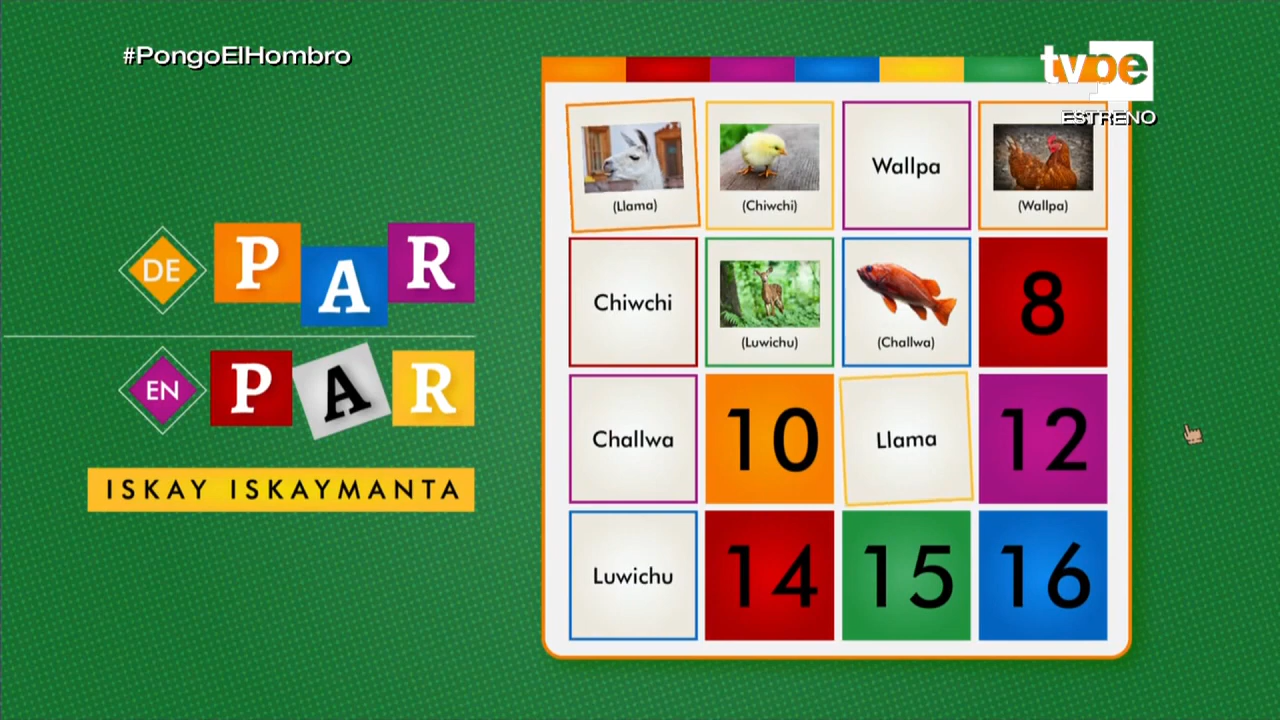 #PongoElHombro
tvpe
ESTRENO
DE PAR
EN PAR
ISKAY ISKAYMANTA
(Llama)
(Chiwchi)
Wallpa
(Wallpa)
Chiwchi
(Luwichu)
(Challwa)
8
Challwa
10
Llama
12
Luwichu
14
15
16